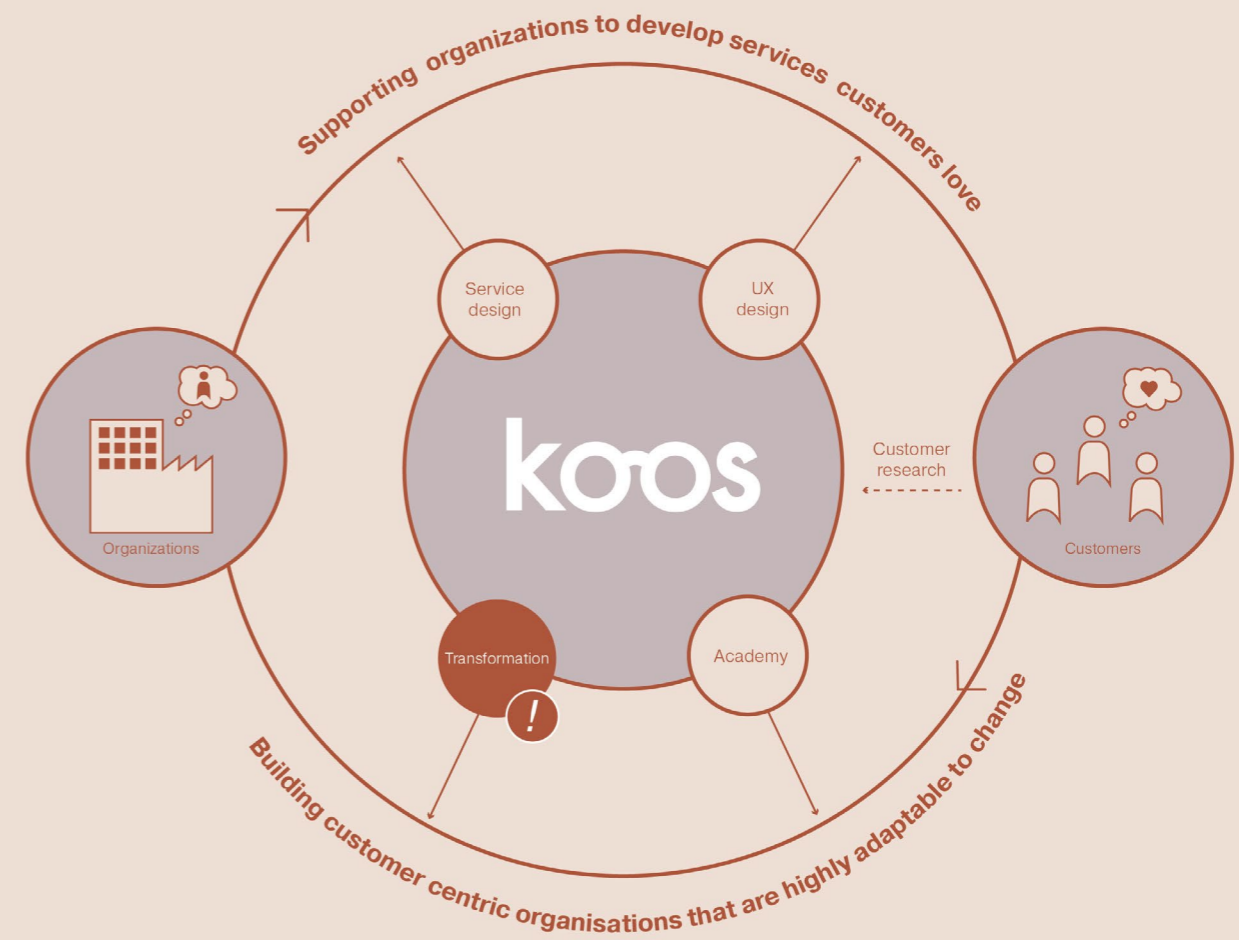 Supporting organizations to develop services customers love
Service
design
UX
design
koos
Customer
research
Organizations
Customers
Transformation
!
Academy
Building customer centric organisations that are highly adaptable to change